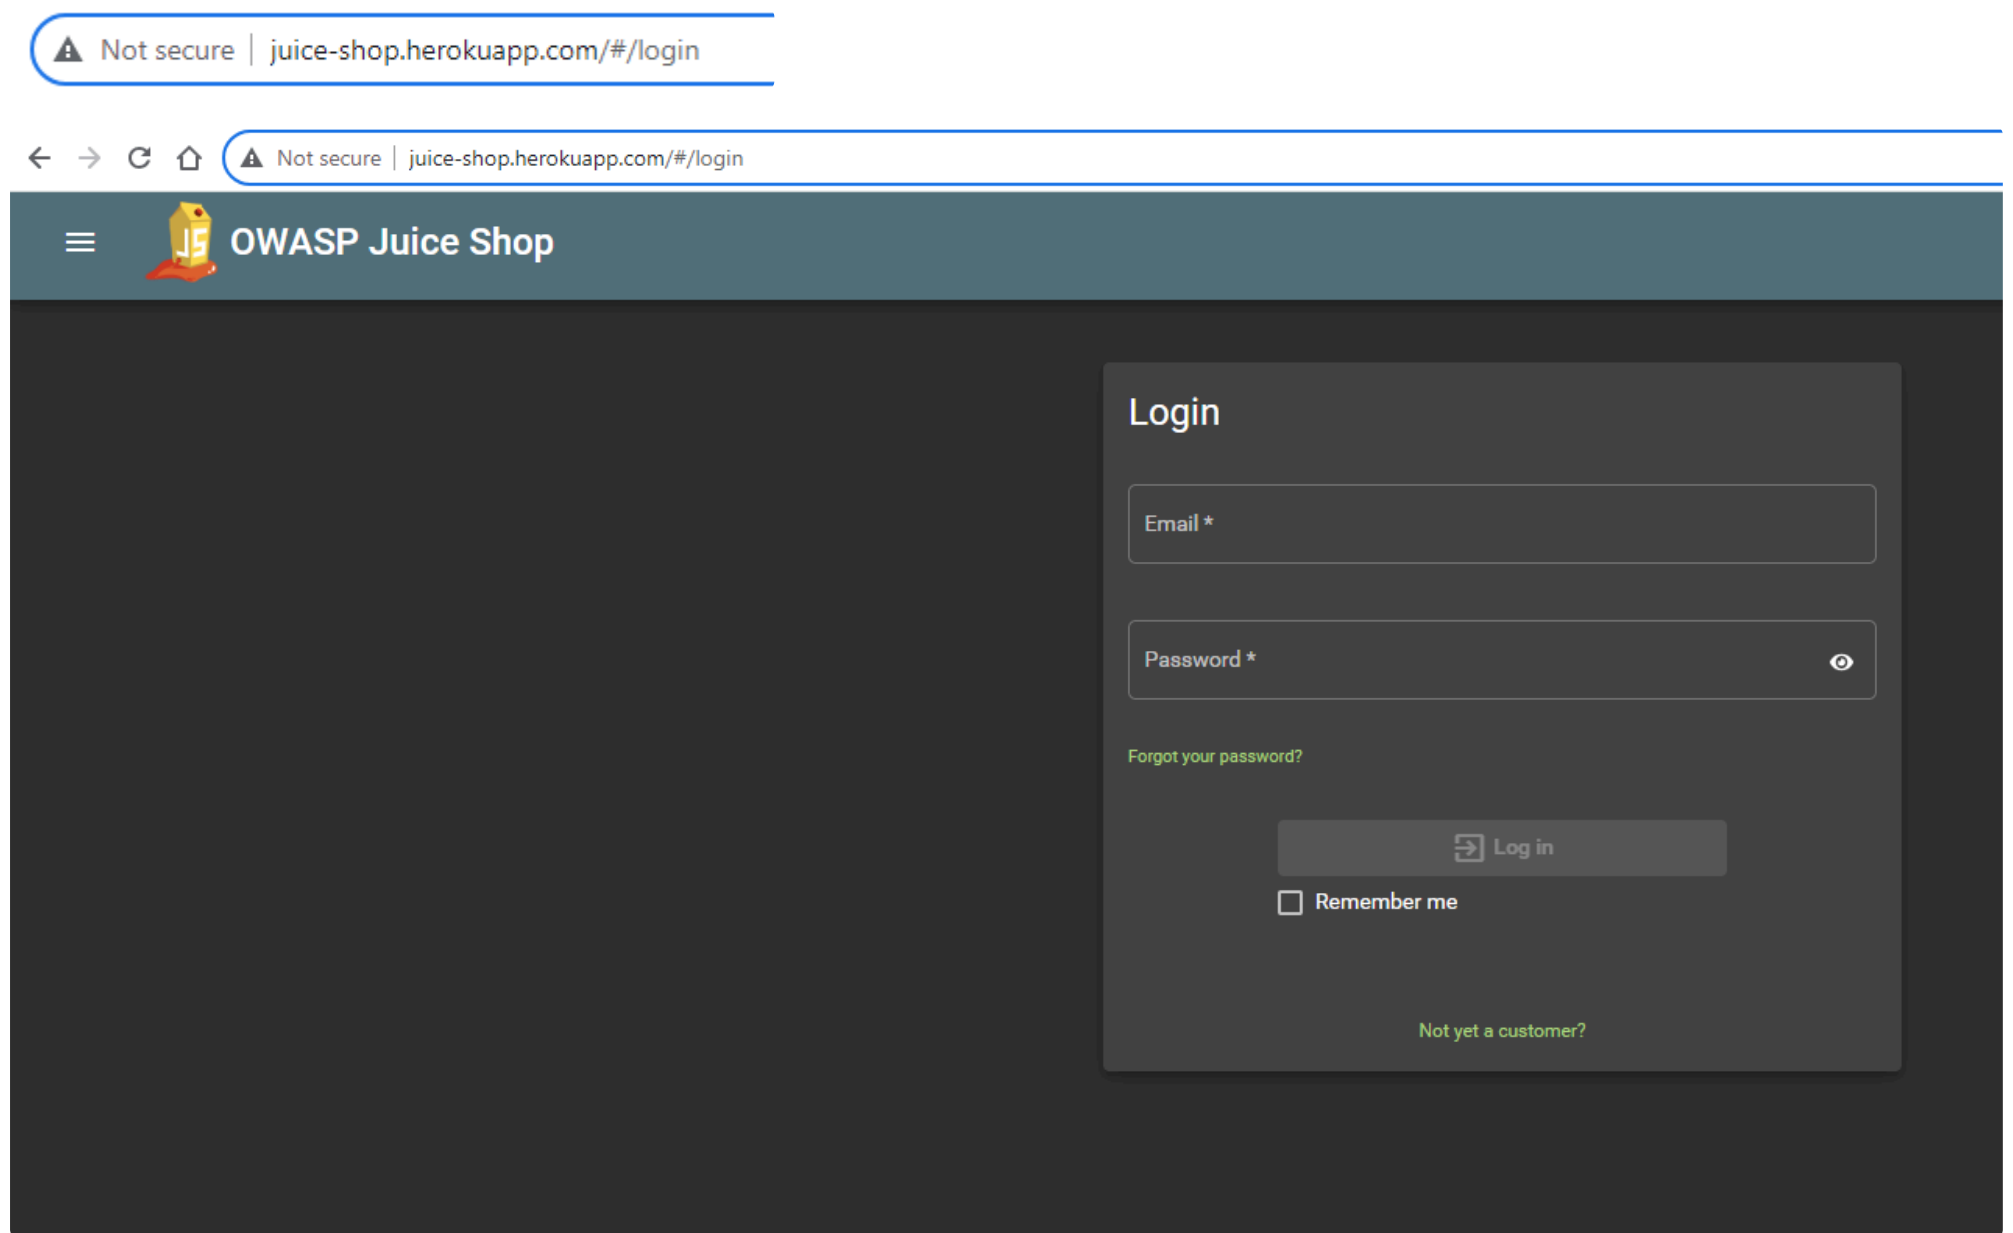 Not secure | juice-shop.herokuapp.com/#/login
Not secure | juice-shop.herokuapp.com/#/login
JS OWASP Juice Shop
Login
Email *
Password *
Forgot your password?
Log in
Remember me
Not yet a customer?